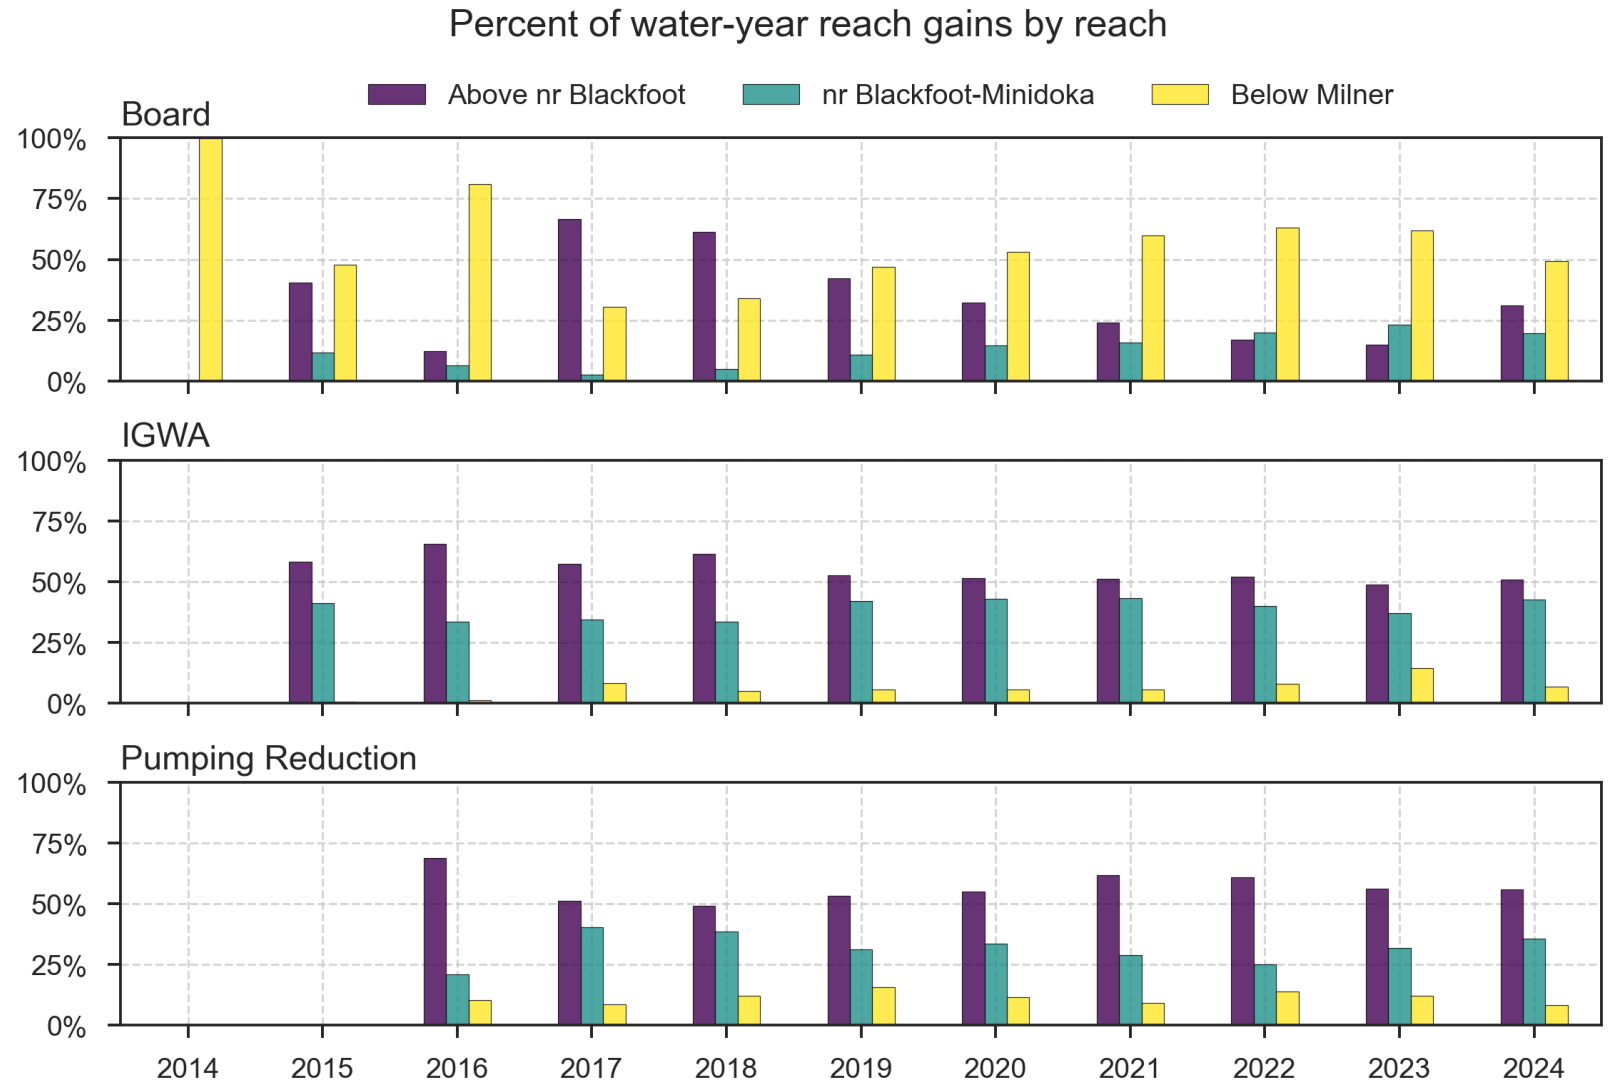 Percent of water-year reach gains by reach
Above nr Blackfoot nr Blackfoot-Minidoka Below Milner
Board
100%
75%
50%
25%
0%
IGWA
100%
75%
50%
25%
0%
Pumping Reduction
100%
75%
50%
25%
0%
2014 2015 2016 2017 2018 2019 2020 2021 2022 2023 2024